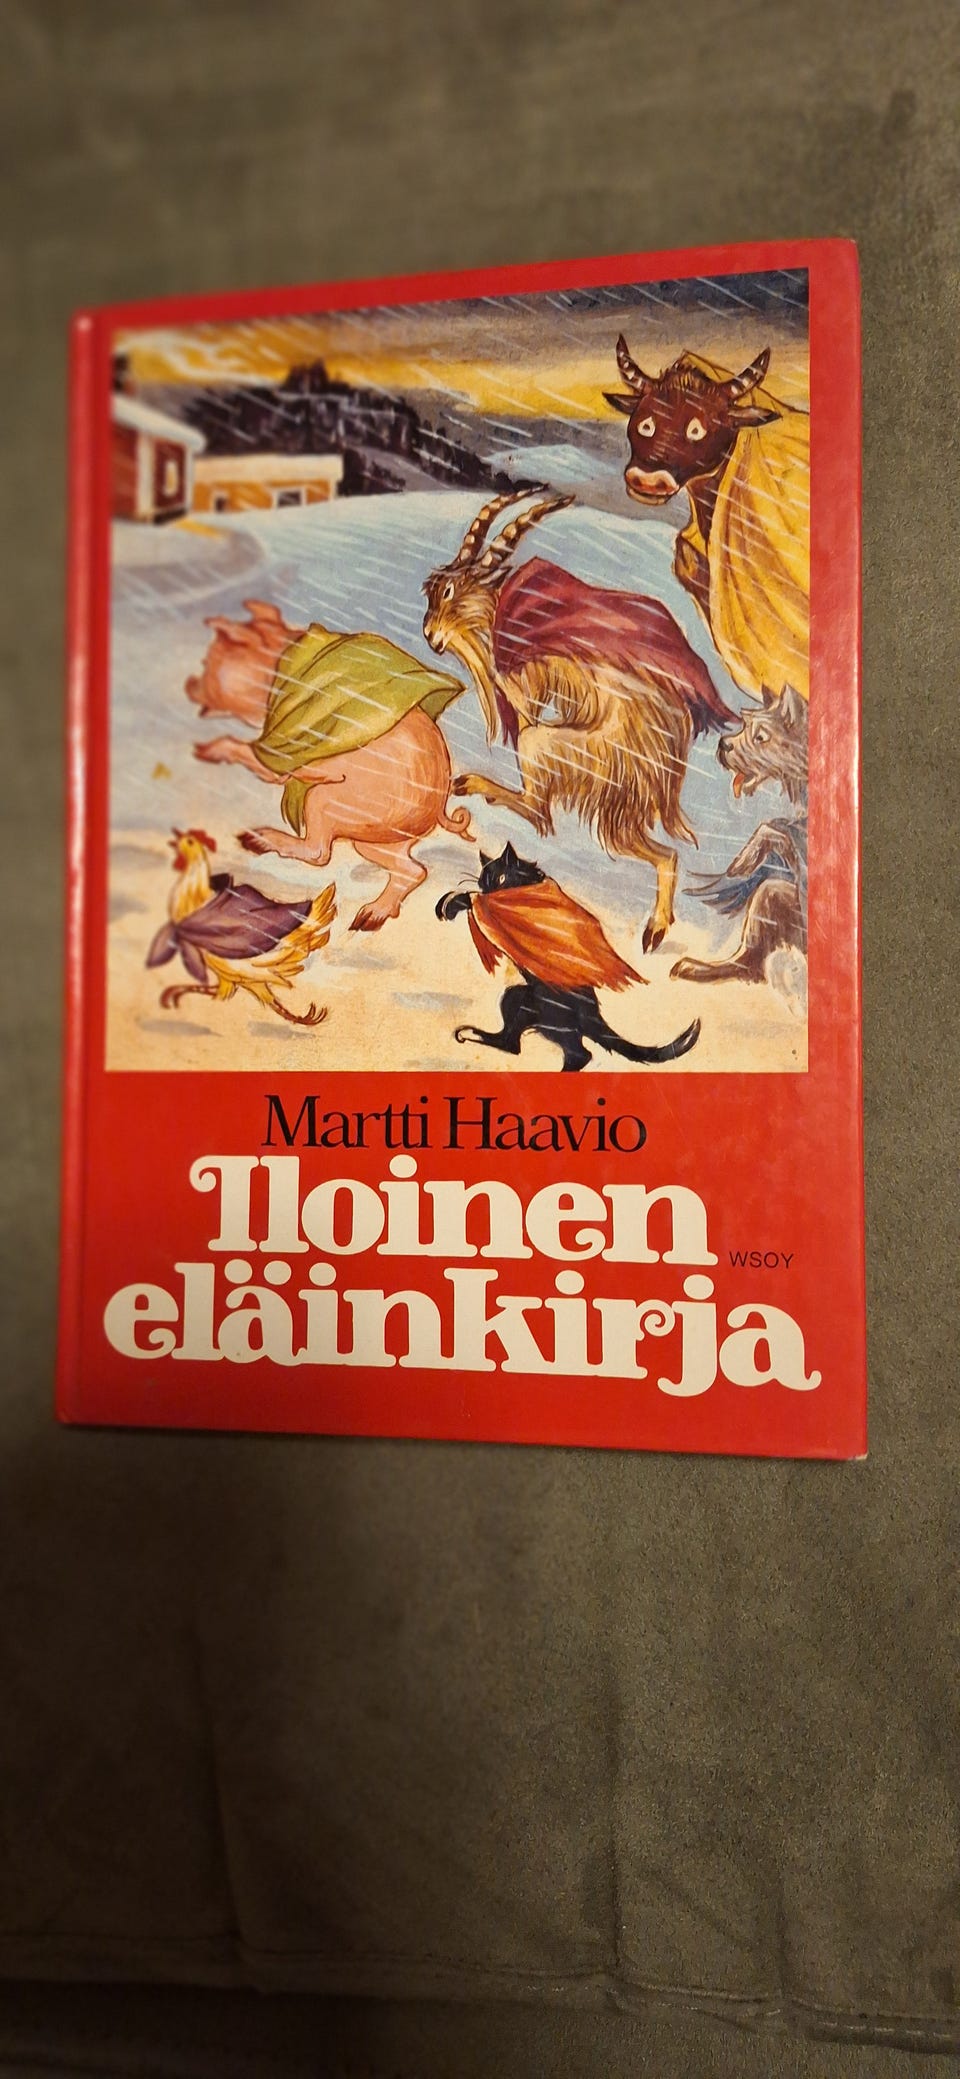 Martti Haavio
Iloinen
WSOY
eläinkirja